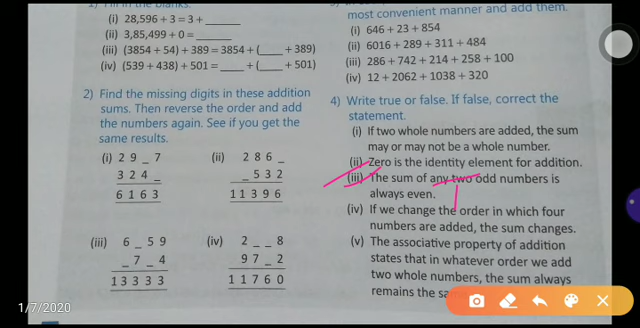 1) Fill in the blanks.
(i) 28,596 + 3 = 3 + ______
(ii) 3,85,499 + 0 = ______
(iii) (3854 + 54) + 389 = 3854 + (____ + 389)
(iv) (539 + 438) + 501 = ____ + (____ + 501)
2) Find the missing digits in these addition
sums. Then reverse the order and add
the numbers again. See if you get the
same results.
(i) 2 9 _ 7
3 2 4 _
6 1 6 3
(ii) 2 8 6 _
_ 5 3 2
1 1 3 9 6
(iii) 6 _ 5 9
_ 7 _ 4
1 3 3 3 3
(iv) 2 _ _ 8
9 7 _ 2
1 1 7 6 0
most convenient manner and add them.
(i) 646 + 23 + 854
(ii) 6016 + 289 + 311 + 484
(iii) 286 + 742 + 214 + 258 + 100
(iv) 12 + 2062 + 1038 + 320
4) Write true or false. If false, correct the
statement.
(i) If two whole numbers are added, the sum
may or may not be a whole number.
(ii) Zero is the identity element for addition.
(iii) The sum of any two odd numbers is
always even.
(iv) If we change the order in which four
numbers are added, the sum changes.
(v) The associative property of addition
states that in whatever order we add
two whole numbers, the sum always
remains the
1/7/2020